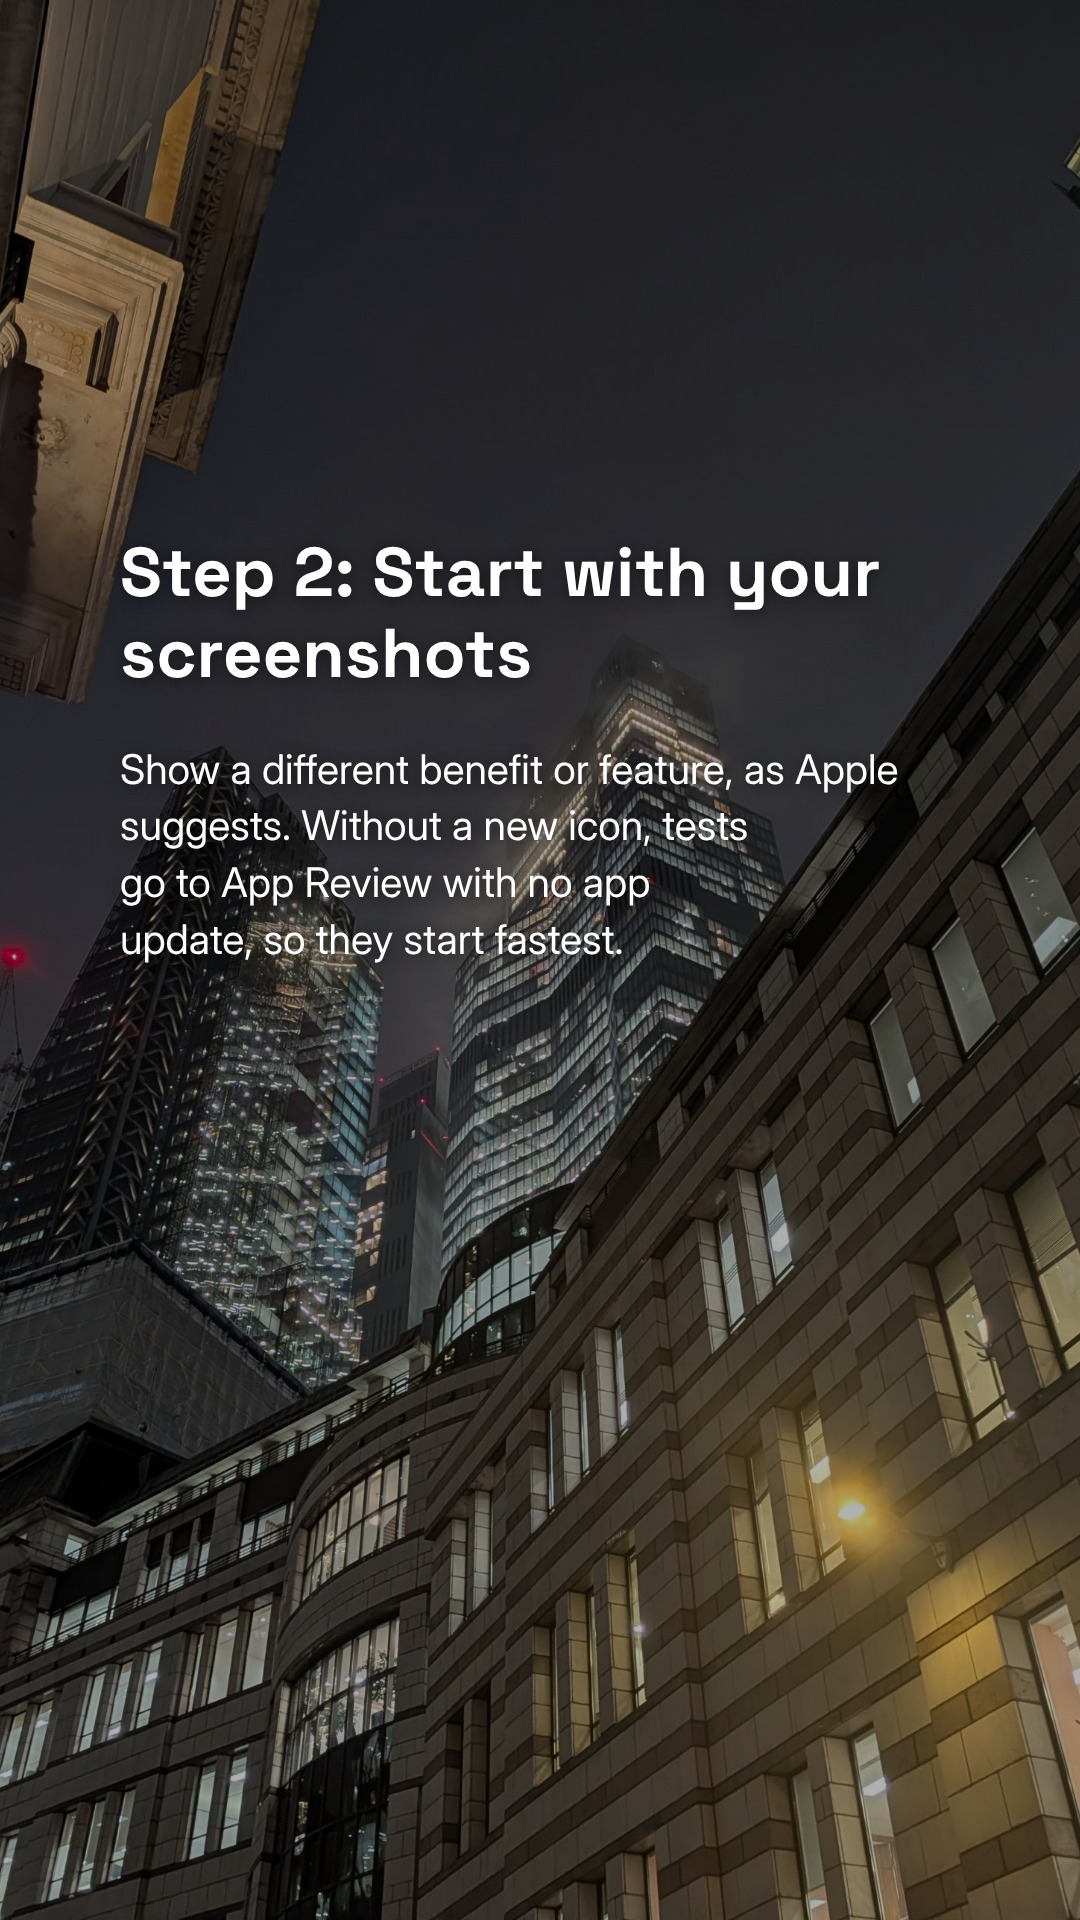 Step 2: Start with your
screenshots
Show a different benefit or feature, as Apple
suggests. Without a new icon, tests
go to App Review with no app
update, so they start fastest.